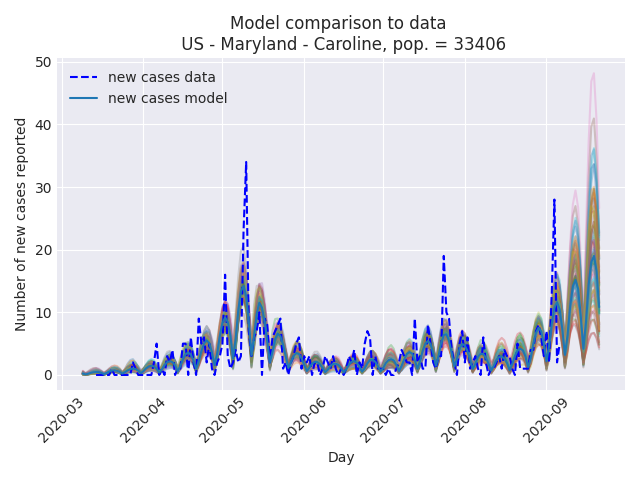 Model comparison to data
US - Maryland - Caroline, pop. = 33406
new cases data
new cases model
Number of new cases reported
50
40
30
20
10
0
2020-03
2020-04
2020-05
2020-06
2020-07
2020-08
2020-09
Day